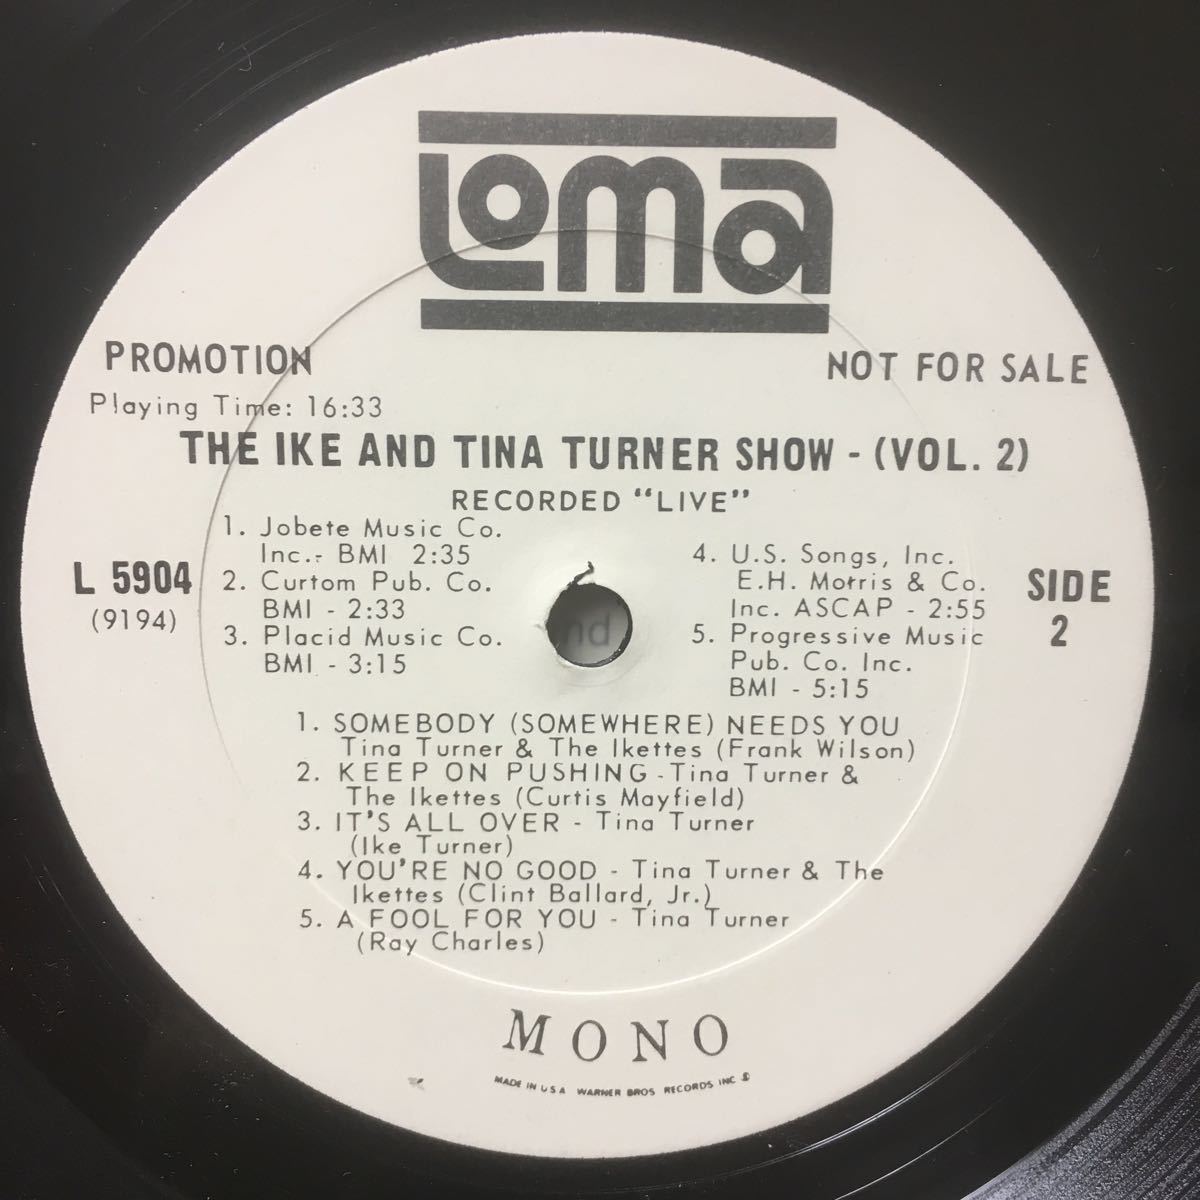 Loma
PROMOTION
NOT FOR SALE
Playing Time: 16:33
THE IKE AND TINA TURNER SHOW - (VOL. 2)
RECORDED “LIVE”
1. Jobete Music Co.
Inc.- BMI 2:35
2. Curtom Pub. Co.
BMI - 2:33
3. Placid Music Co.
BMI - 3:15
4. U.S. Songs, Inc.
E.H. Morris & Co.
Inc. ASCAP - 2:55
5. Progressive Music
Pub. Co. Inc.
BMI - 5:15
L 5904
(9194)
SIDE
2
1. SOMEBODY (SOMEWHERE) NEEDS YOU
Tina Turner & The Ikettes (Frank Wilson)
2. KEEP ON PUSHING - Tina Turner &
The Ikettes (Curtis Mayfield)
3. IT'S ALL OVER - Tina Turner
(Ike Turner)
4. YOU'RE NO GOOD - Tina Turner & The
Ikettes (Clint Ballard, Jr.)
5. A FOOL FOR YOU - Tina Turner
(Ray Charles)
MONO
MADE IN U S A WARNER BROS RECORDS INC